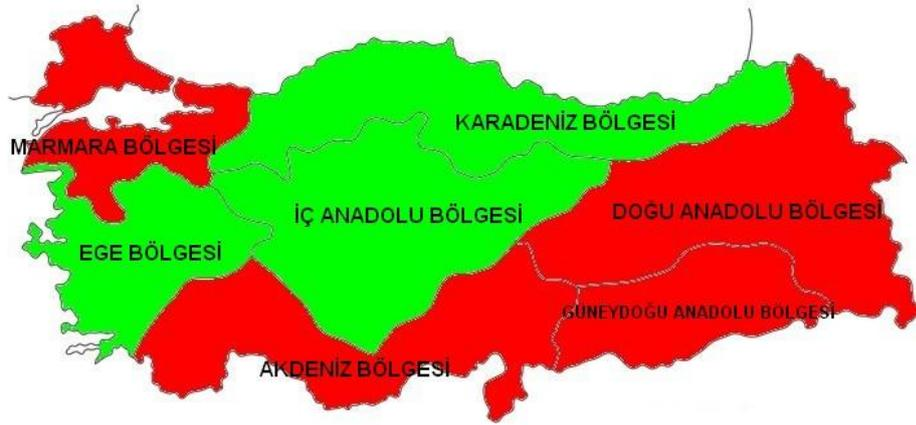 KARADENİZ BÖLGESİ
MARMARA BÖLGESİ
İÇ ANADOLU BÖLGESİ
DOĞU ANADOLU BÖLGESİ
EGE BÖLGESİ
GÜNEYDOĞU ANADOLU BÖLGESİ
AKDENİZ BÖLGESİ